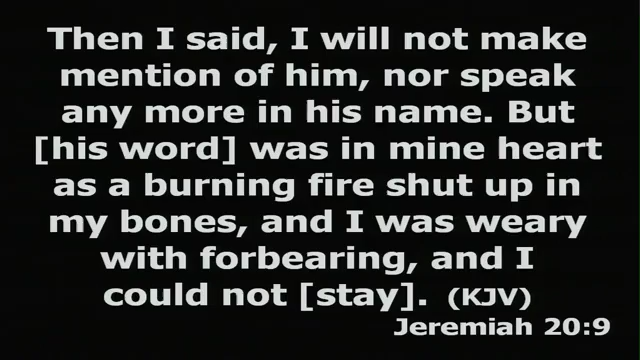 Then I said, I will not make
mention of him, nor speak
any more in his name. But
[his word] was in mine heart
as a burning fire shut up in
my bones, and I was weary
with forbearing, and I
could not [stay]. (KJV)
Jeremiah 20:9